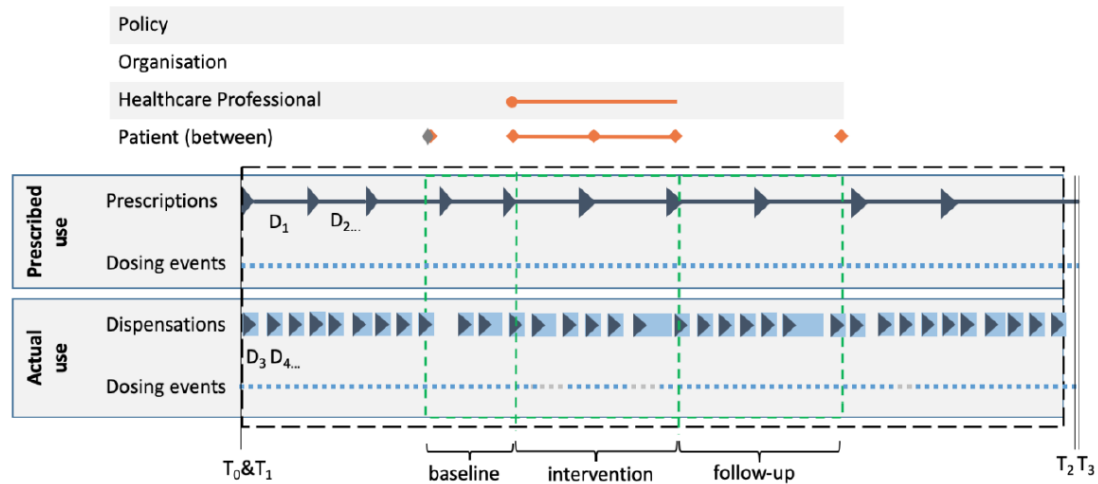 Policy
Organisation
Healthcare Professional
Patient (between)
Prescribed
use
Prescriptions
D1
D2...
Dosing events
Actual
use
Dispensations
D3 D4...
Dosing events
T0&T1
baseline
intervention
follow-up
T2 T3